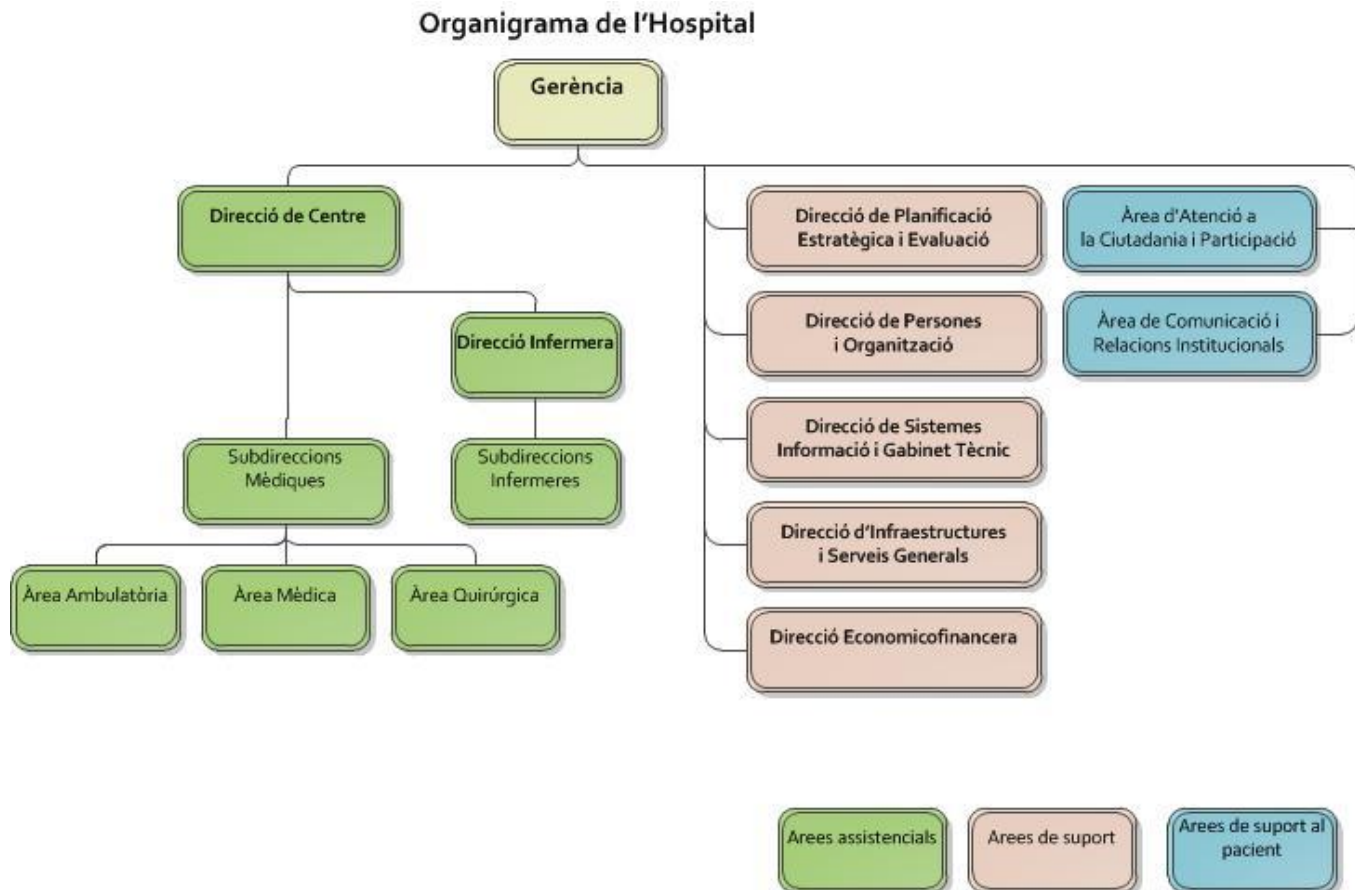 Organigrama de l'Hospital
Gerència
Direcció de Centre
Direcció de Planificació
Estratègica i Evaluació
Àrea d'Atenció a
la Ciutadania i Participació
Direcció Infermera
Direcció de Persones
i Organització
Àrea de Comunicació i
Relacions Institucionals
Subdireccions
Mèdiques
Subdireccions
Infermeres
Direcció de Sistemes
Informació i Gabinet Tècnic
Àrea Ambulatòria
Àrea Mèdica
Àrea Quirúrgica
Direcció d'Infraestructures
i Serveis Generals
Direcció Economicofinancera
Arees assistencials
Arees de suport
Arees de suport al
pacient